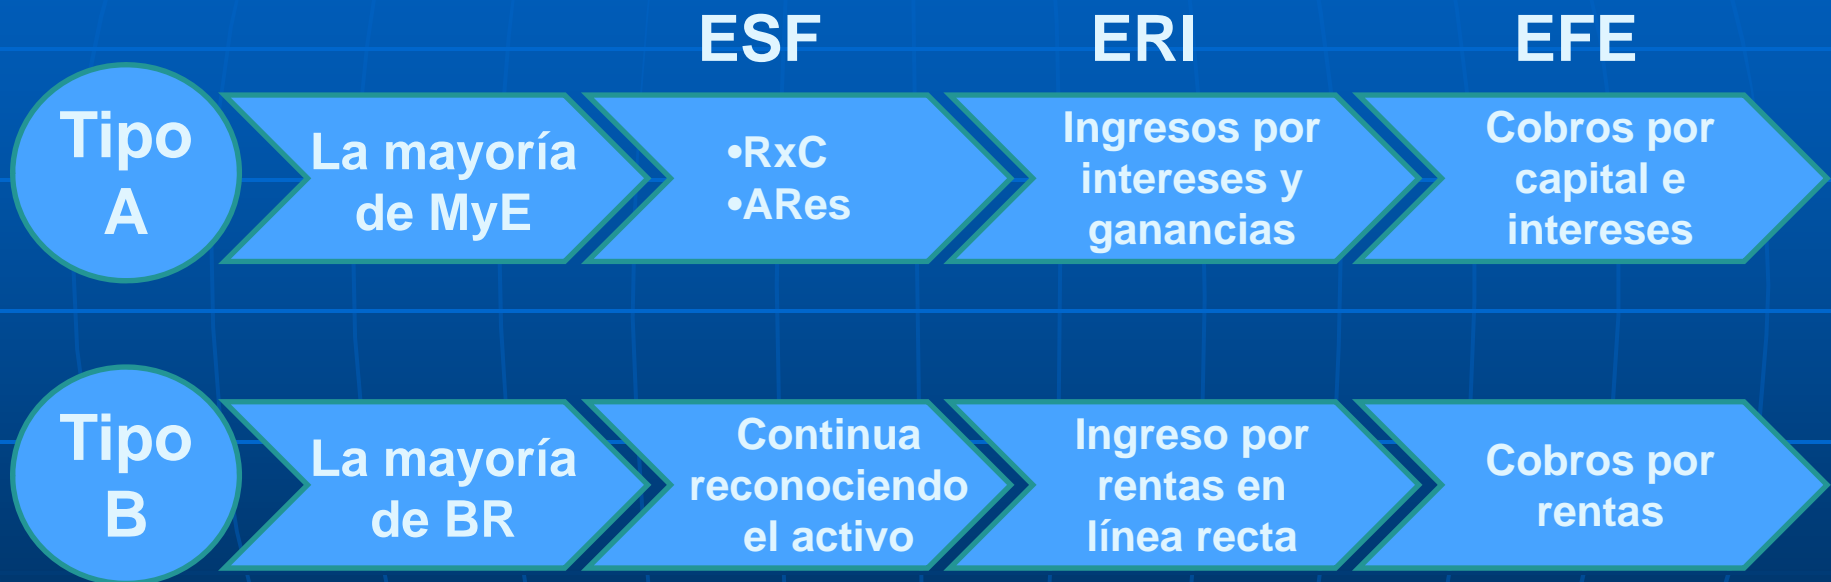 ESF ERI EFE
Tipo
A
La mayoría
de MyE
•RxC
•ARes
Ingresos por
intereses y
ganancias
Cobros por
capital e
intereses
Tipo
B
La mayoría
de BR
Continua
reconociendo
el activo
Ingreso por
rentas en
línea recta
Cobros por
rentas